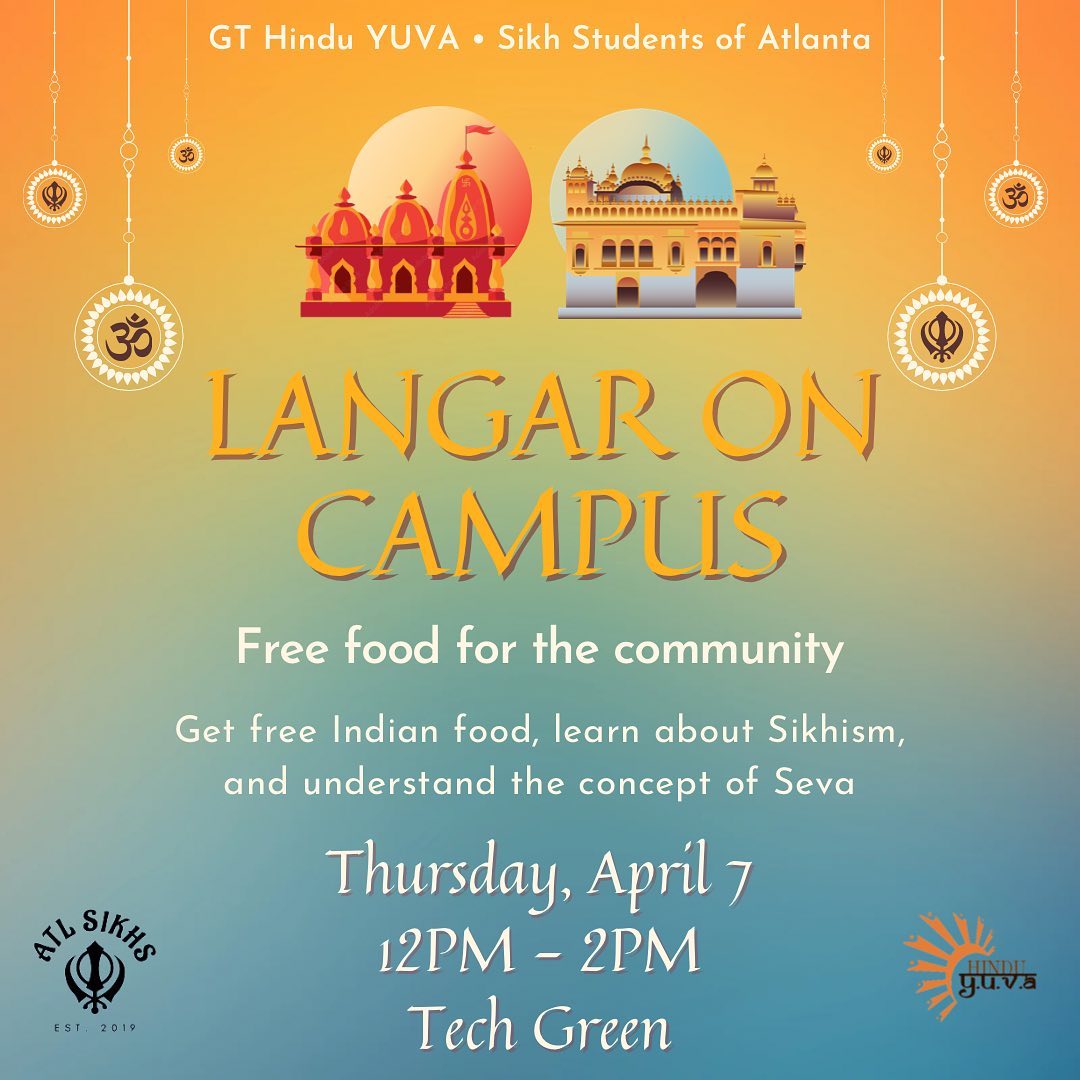 GT Hindu YUVA • Sikh Students of Atlanta
ॐ
ॐ
ॐ
LANGAR ON
CAMPUS
Free food for the community
Get free Indian food, learn about Sikhism,
and understand the concept of Seva
Thursday, April 7
12PM – 2PM
Tech Green
ATL SIKHS
EST. 2019
HINDU
y.u.v.a